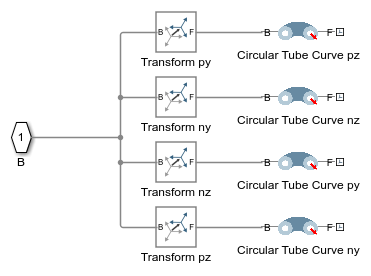 B F B F
Transform py
Circular Tube Curve pz
B F B F
Transform ny
Circular Tube Curve nz
1
B
B F B F
Transform nz
Circular Tube Curve py
B F B F
Transform pz
Circular Tube Curve ny